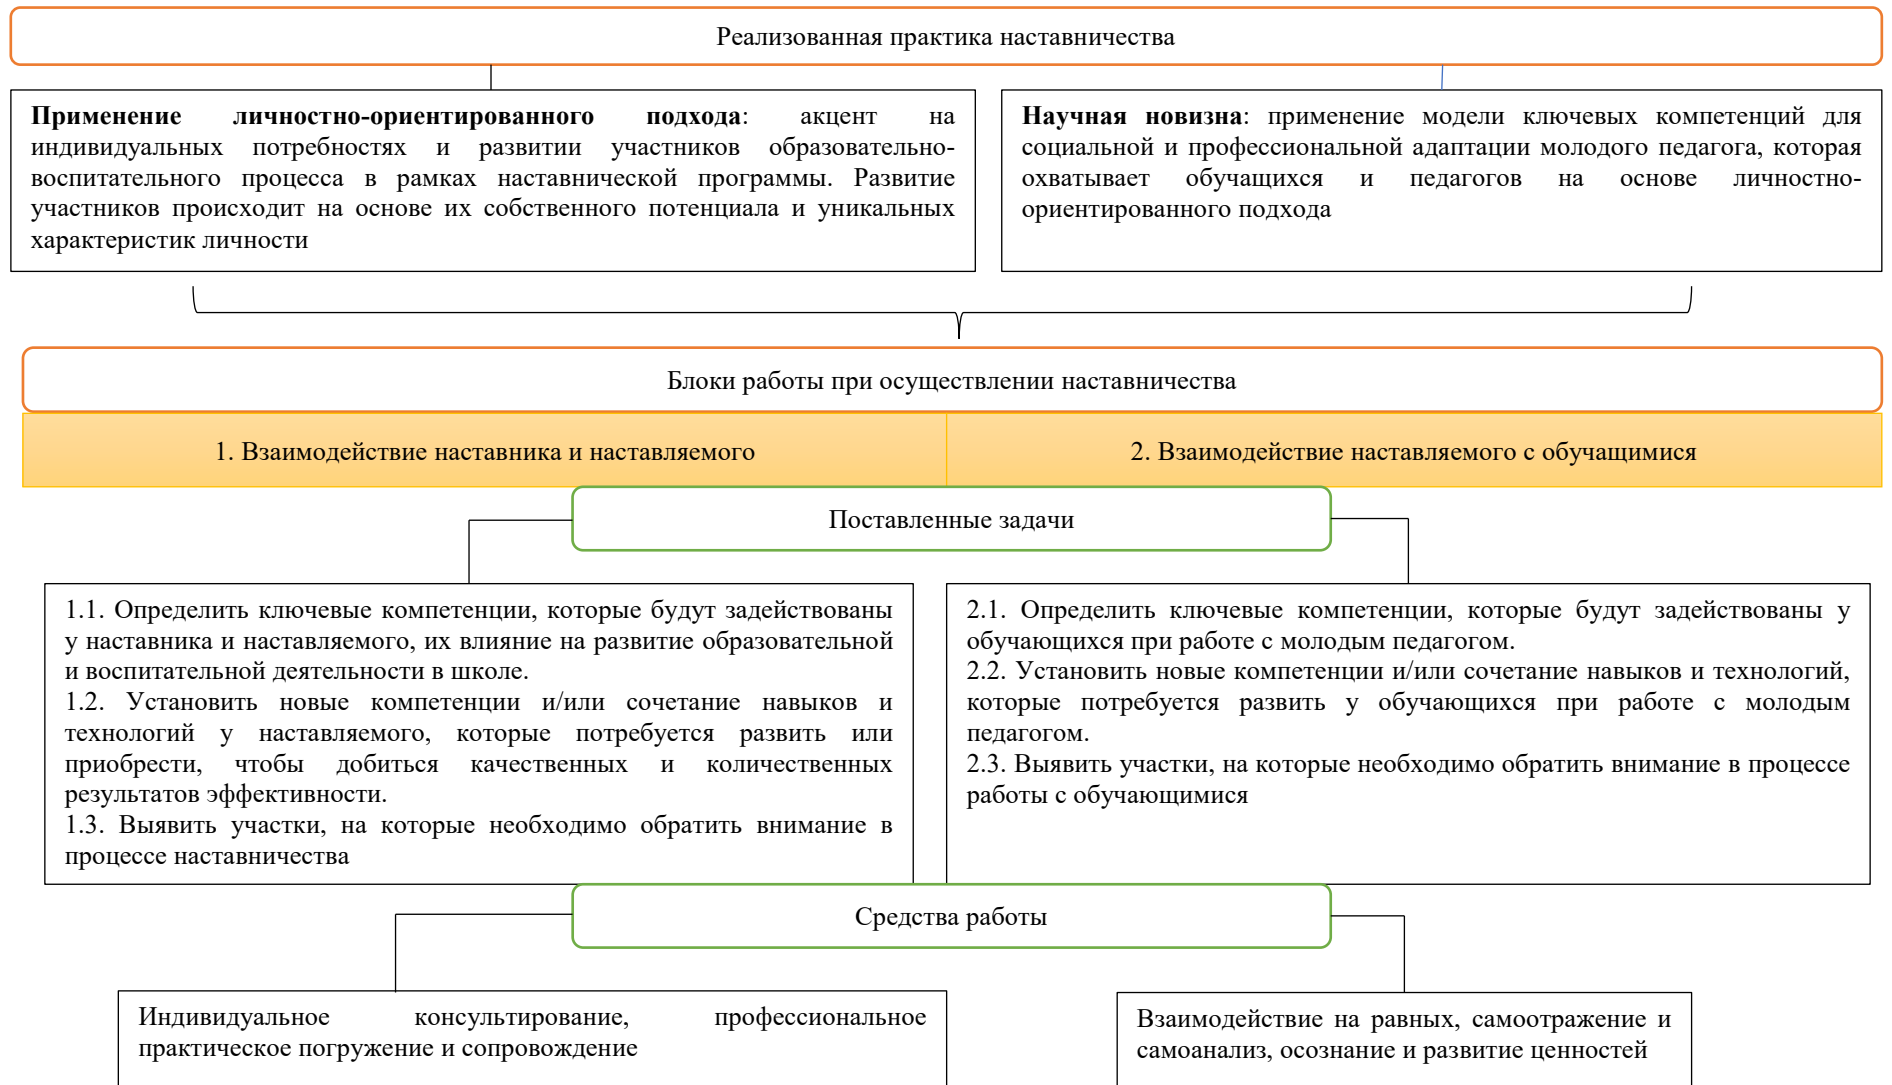 Реализованная практика наставничества
Применение личностно-ориентированного подхода: акцент на
индивидуальных потребностях и развитии участников образовательно-
воспитательного процесса в рамках наставнической программы. Развитие
участников происходит на основе их собственного потенциала и уникальных
характеристик личности
Научная новизна: применение модели ключевых компетенций для
социальной и профессиональной адаптации молодого педагога, которая
охватывает обучащихся и педагогов на основе личностно-
ориентированного подхода
Блоки работы при осуществлении наставничества
1. Взаимодействие наставника и наставляемого
2. Взаимодействие наставляемого с обучащимися
Поставленные задачи
1.1. Определить ключевые компетенции, которые будут задействованы
у наставника и наставляемого, их влияние на развитие образовательной
и воспитательной деятельности в школе.
1.2. Установить новые компетенции и/или сочетание навыков и
технологий у наставляемого, которые потребуется развить или
приобрести, чтобы добиться качественных и количественных
результатов эффективности.
1.3. Выявить участки, на которые необходимо обратить внимание в
процессе наставничества
2.1. Определить ключевые компетенции, которые будут задействованы у
обучающихся при работе с молодым педагогом.
2.2. Установить новые компетенции и/или сочетание навыков и технологий,
которые потребуется развить у обучающихся при работе с молодым
педагогом.
2.3. Выявить участки, на которые необходимо обратить внимание в процессе
работы с обучающимися
Средства работы
Индивидуальное консультирование, профессиональное
практическое погружение и сопровождение
Взаимодействие на равных, самоотражение и
самоанализ, осознание и развитие ценностей